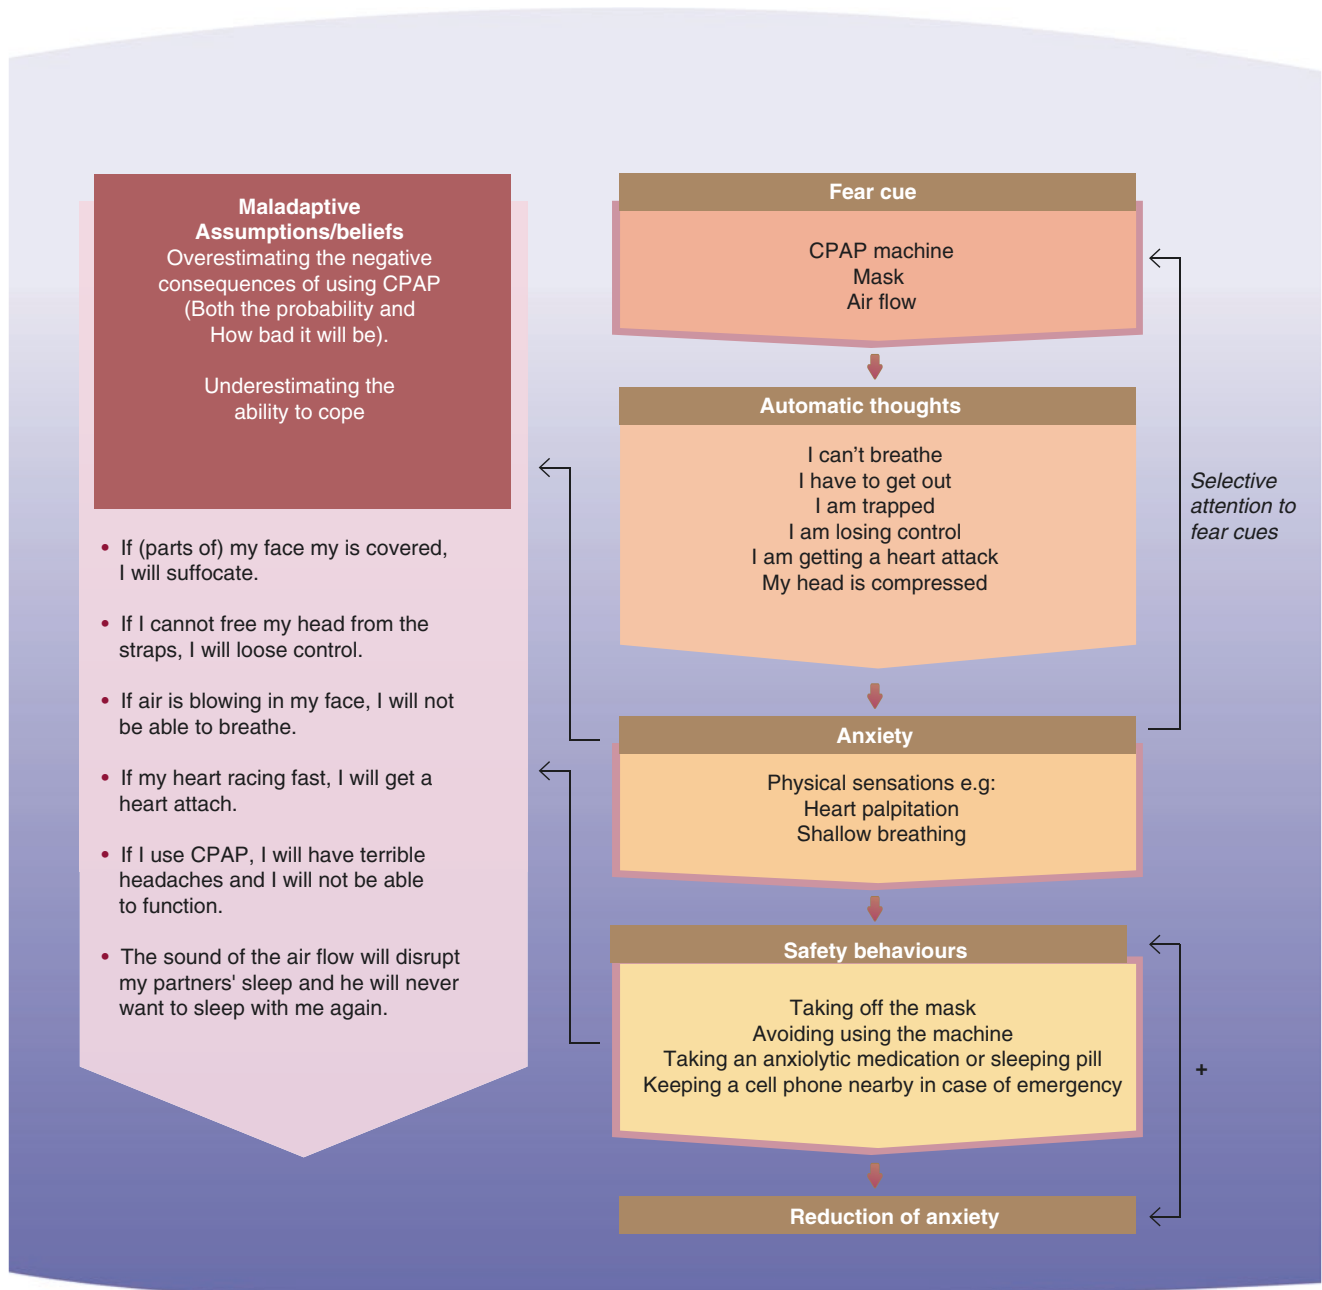 Maladaptive
Assumptions/beliefs
Overestimating the negative
consequences of using CPAP
(Both the probability and
How bad it will be).
Underestimating the
ability to cope
• If (parts of) my face my is covered,
I will suffocate.
• If I cannot free my head from the
straps, I will loose control.
• If air is blowing in my face, I will not
be able to breathe.
• If my heart racing fast, I will get a
heart attach.
• If I use CPAP, I will have terrible
headaches and I will not be able
to function.
• The sound of the air flow will disrupt
my partners' sleep and he will never
want to sleep with me again.
Fear cue
CPAP machine
Mask
Air flow
Automatic thoughts
I can't breathe
I have to get out
I am trapped
I am losing control
I am getting a heart attack
My head is compressed
Anxiety
Physical sensations e.g:
Heart palpitation
Shallow breathing
Safety behaviours
Taking off the mask
Avoiding using the machine
Taking an anxiolytic medication or sleeping pill
Keeping a cell phone nearby in case of emergency
Reduction of anxiety
Selective
attention to
fear cues
+